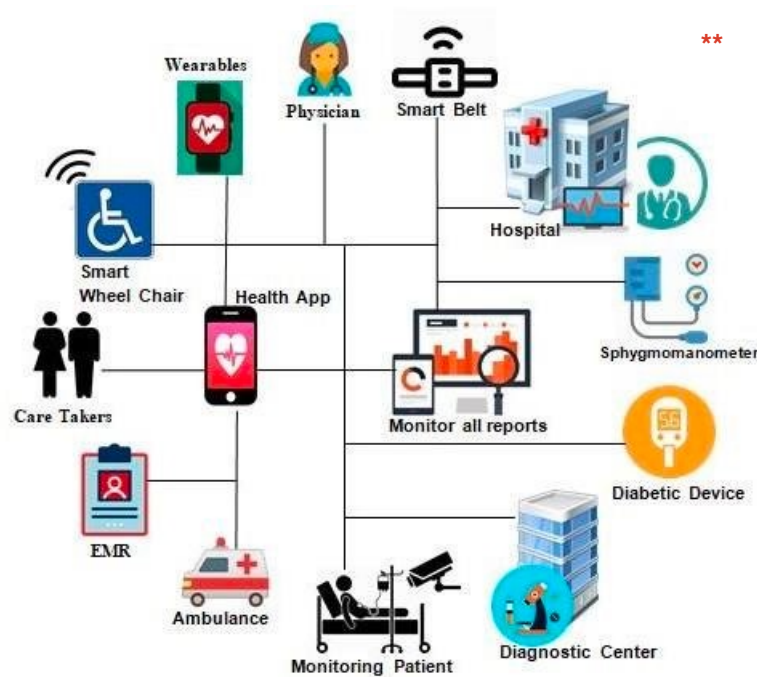 **
Wearables
Physician
Smart Belt
Hospital
Smart
Wheel Chair
Health App
Sphygmomanometer
Care Takers
Monitor all reports
56
Diabetic Device
EMR
Ambulance
Monitoring Patient
Diagnostic Center